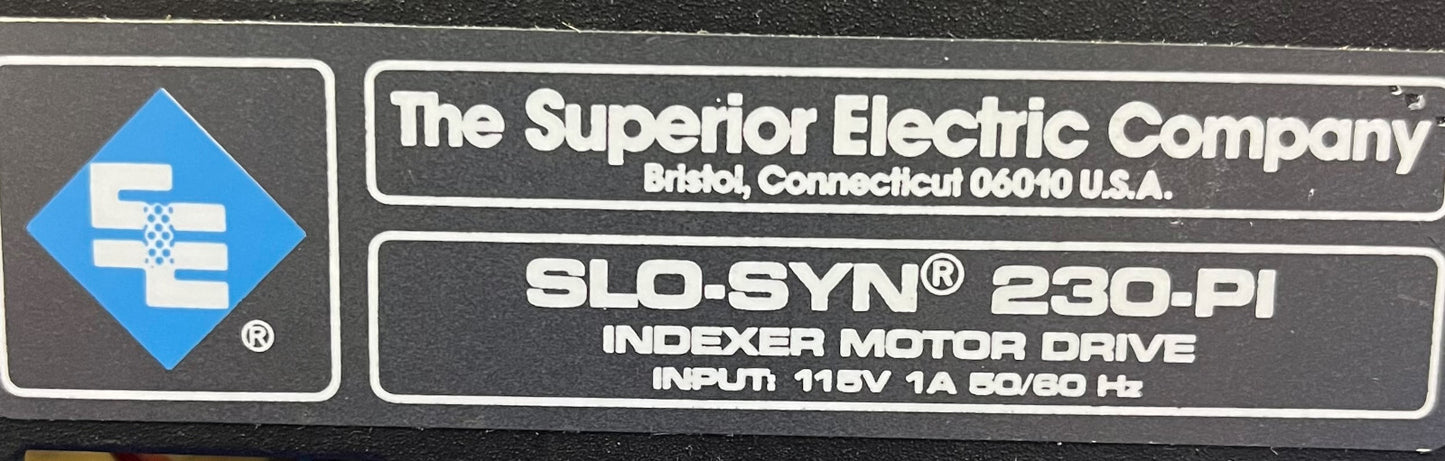 The Superior Electric Company
Bristol, Connecticut 06010 U.S.A.
SE
®
SLO-SYN® 230-PI
INDEXER MOTOR DRIVE
INPUT: 115V 1A 50/60 Hz